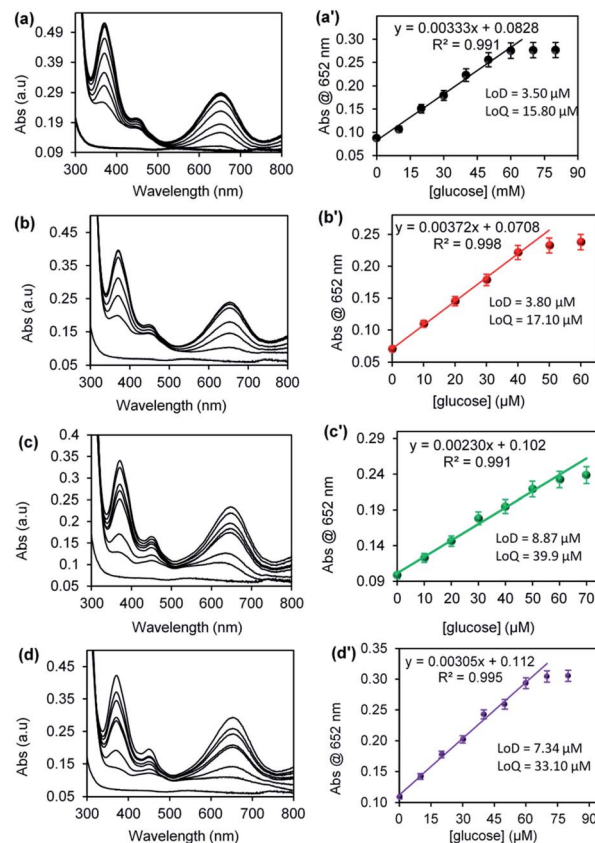 (a)
0.49
0.39
0.29
0.19
0.09
Abs (a.u)
300 400 500 600 700 800
Wavelength (nm)
(a')
y = 0.00333x + 0.0828
R² = 0.991
0.30
0.25
0.20
0.15
0.10
0.05
Abs @ 652 nm
LoD = 3.50 µM
LoQ = 15.80 µM
0 15 30 45 60 75 90
[glucose] (mM)
(b)
0.45
0.35
0.25
0.15
0.05
Abs (a.u)
300 400 500 600 700 800
Wavelength (nm)
(b')
y = 0.00372x + 0.0708
R² = 0.998
0.30
0.25
0.20
0.15
0.10
0.05
Abs @ 652 nm
LoD = 3.80 µM
LoQ = 17.10 µM
0 10 20 30 40 50 60
[glucose] (µM)
(c)
0.4
0.35
0.3
0.25
0.2
0.15
0.1
0.05
Abs (a.u)
300 400 500 600 700 800
Wavelength (nm)
(c')
y = 0.00230x + 0.102
R² = 0.991
0.29
0.24
0.19
0.14
0.09
Abs @ 652 nm
LoD = 8.87 µM
LoQ = 39.9 µM
0 10 20 30 40 50 60 70
[glucose] (µM)
(d)
0.45
0.35
0.25
0.15
0.05
Abs (a.u)
300 400 500 600 700 800
Wavelength (nm)
(d')
y = 0.00305x + 0.112
R² = 0.995
0.35
0.30
0.25
0.20
0.15
0.10
Abs @ 652 nm
LoD = 7.34 µM
LoQ = 33.10 µM
0 15 30 45 60 75 90
[glucose] (µM)